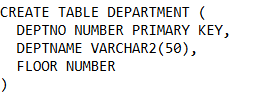 CREATE TABLE DEPARTMENT (
  DEPTNO NUMBER PRIMARY KEY,
  DEPTNAME VARCHAR2(50),
  FLOOR NUMBER
)